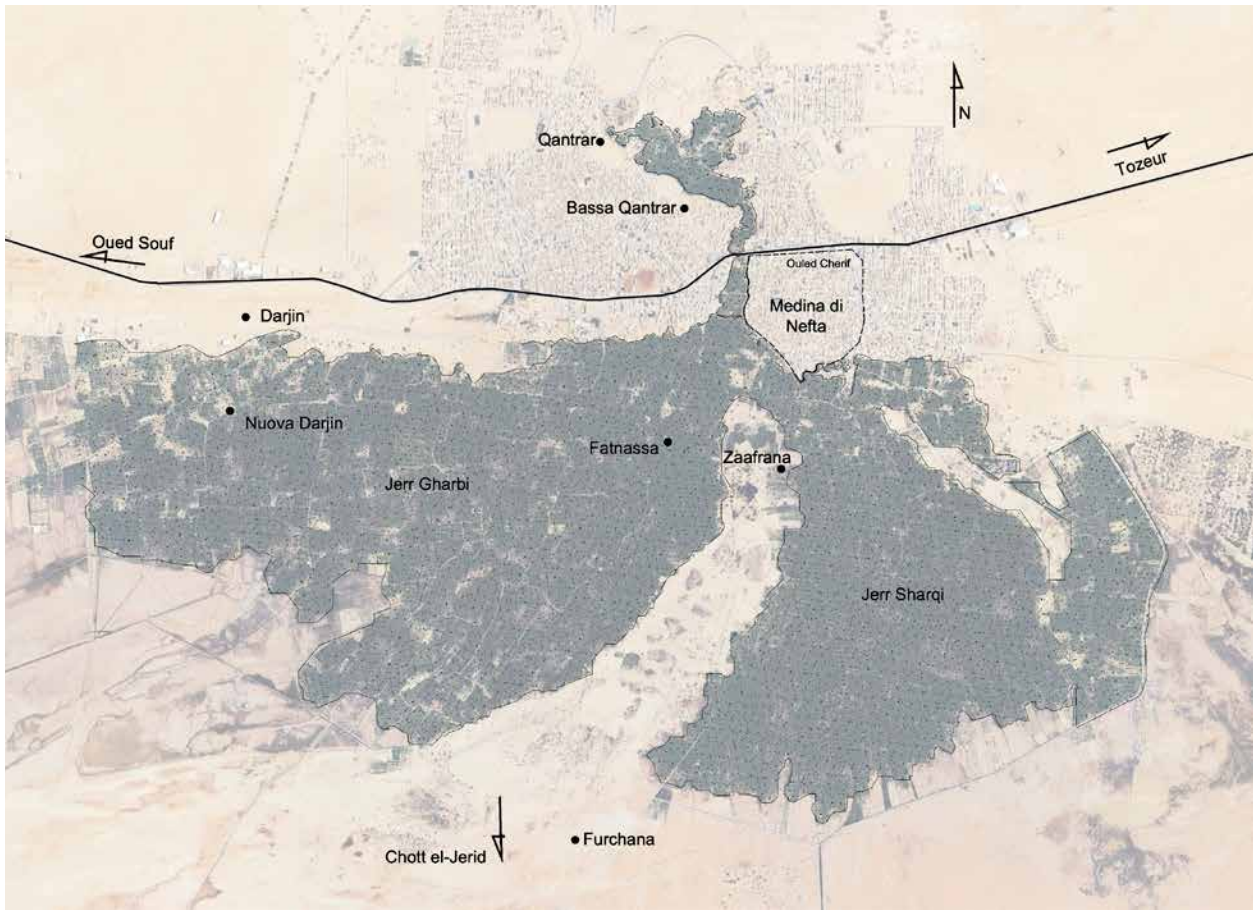 N
Qantrar
Tozeur
Bassa Qantrar
Oued Souf
Ouled Cherif
Medina di
Nefta
Darjin
Nuova Darjin
Fatnassa
Zaafrana
Jerr Gharbi
Jerr Sharqi
Furchana
Chott el-Jerid